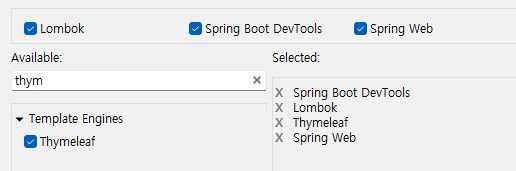 Lombok Spring Boot DevTools Spring Web
Available: Selected:
thym
Template Engines
Thymeleaf
X Spring Boot DevTools
X Lombok
X Thymeleaf
X Spring Web